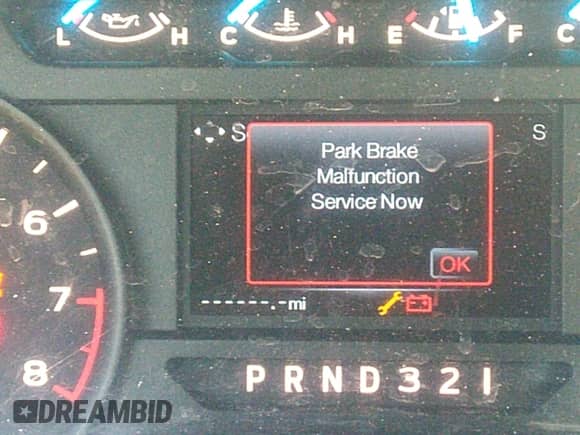 L H C H E F C
S S
Park Brake
Malfunction
Service Now
OK
------.-mi
6
7
8
PRND321
DREAMBID